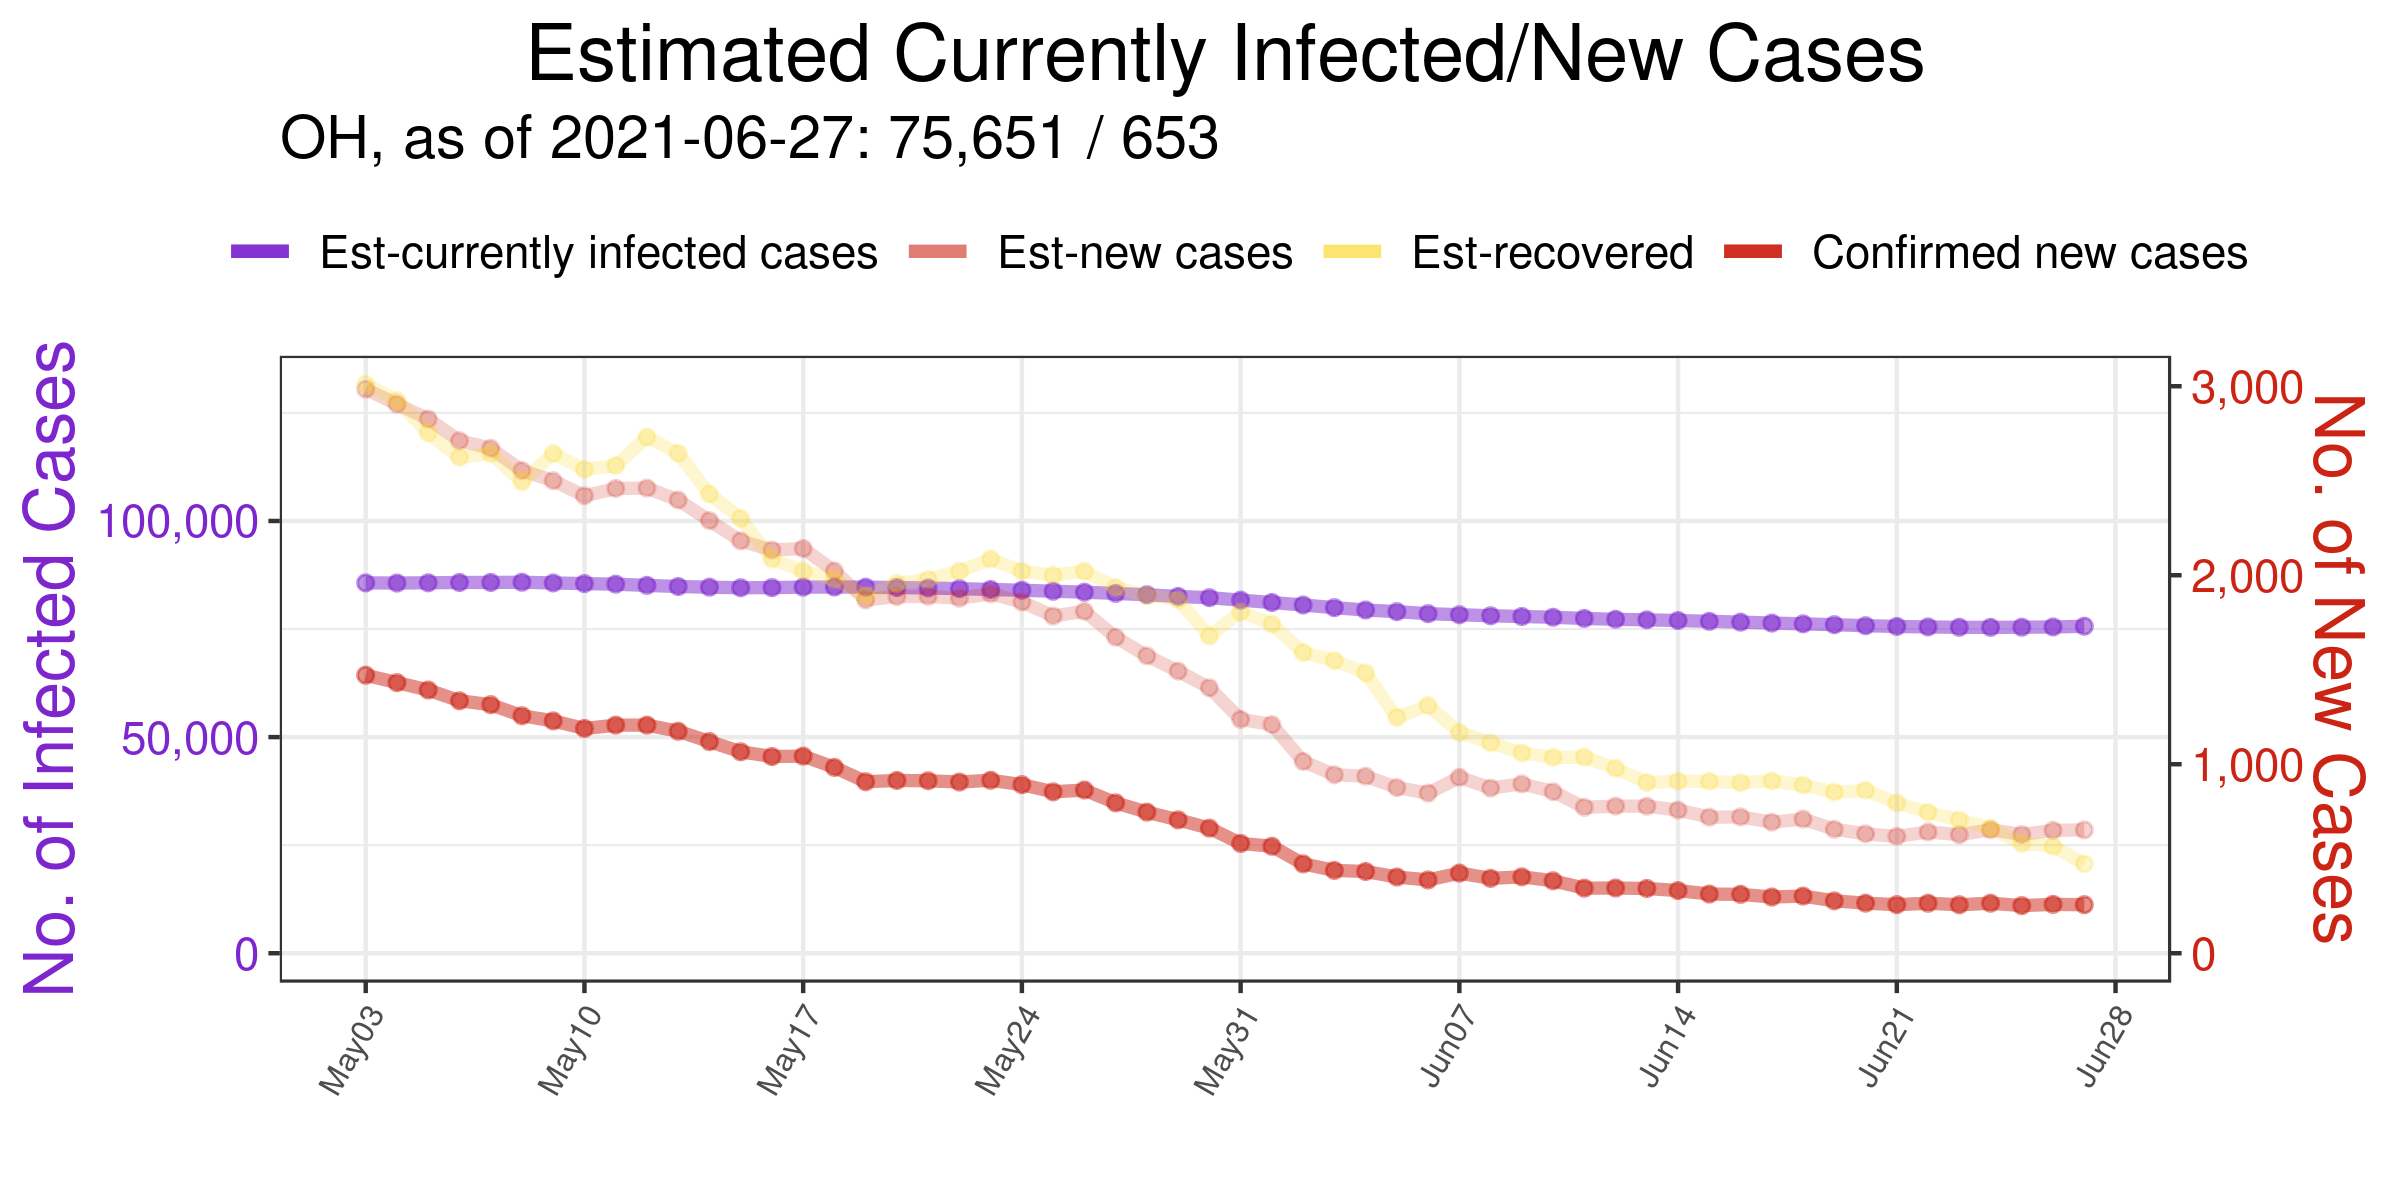 Estimated Currently Infected/New Cases
OH, as of 2021-06-27: 75,651 / 653
Est-currently infected cases Est-new cases Est-recovered Confirmed new cases
No. of Infected Cases
100,000
50,000
0
3,000
2,000
1,000
0
No. of New Cases
May03 May10 May17 May24 May31 Jun07 Jun14 Jun21 Jun28